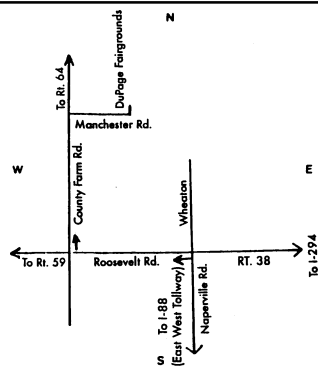 N
To Rt. 64
DuPage Fairgrounds
Manchester Rd.
County Farm Rd.
W
Wheaton
E
To Rt. 59
Roosevelt Rd.
RT. 38
To I-294
To I-88
(East West Tollway)
Naperville Rd.
S